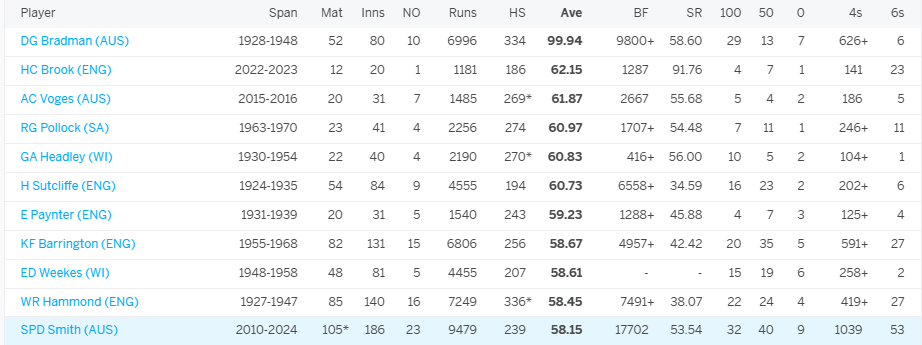 Player Span Mat Inns NO Runs HS Ave BF SR 100 50 0 4s 6s
DG Bradman (AUS) 1928-1948 52 80 10 6996 334 99.94 9800+ 58.60 29 13 7 626+ 6
HC Brook (ENG) 2022-2023 12 20 1 1181 186 62.15 1287 91.76 4 7 1 141 23
AC Voges (AUS) 2015-2016 20 31 7 1485 269* 61.87 2667 55.68 5 4 2 186 5
RG Pollock (SA) 1963-1970 23 41 4 2256 274 60.97 1707+ 54.48 7 11 1 246+ 11
GA Headley (WI) 1930-1954 22 40 4 2190 270* 60.83 416+ 56.00 10 5 2 104+ 1
H Sutcliffe (ENG) 1924-1935 54 84 9 4555 194 60.73 6558+ 34.59 16 23 2 202+ 6
E Paynter (ENG) 1931-1939 20 31 5 1540 243 59.23 1288+ 45.88 4 7 3 125+ 4
KF Barrington (ENG) 1955-1968 82 131 15 6806 256 58.67 4957+ 42.42 20 35 5 591+ 27
ED Weekes (WI) 1948-1958 48 81 5 4455 207 58.61 - - 15 19 6 258+ 2
WR Hammond (ENG) 1927-1947 85 140 16 7249 336* 58.45 7491+ 38.07 22 24 4 419+ 27
SPD Smith (AUS) 2010-2024 105* 186 23 9479 239 58.15 17702 53.54 32 40 9 1039 53